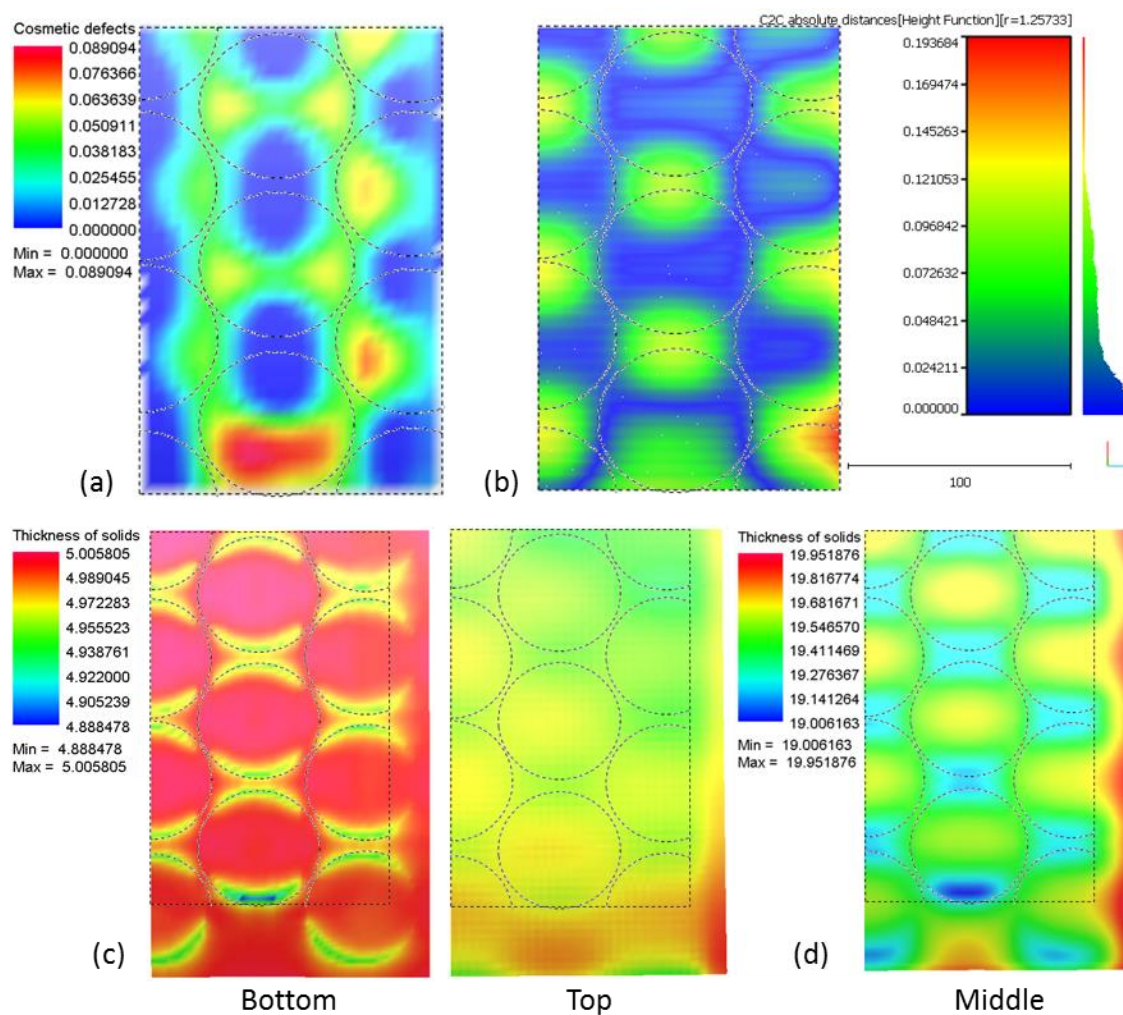 Cosmetic defects
0.089094
0.076366
0.063639
0.050911
0.038183
0.025455
0.012728
0.000000
Min = 0.000000
Max = 0.089094
(a)
C2C absolute distances[Height Function][r=1.25733]
0.193684
0.169474
0.145263
0.121053
0.096842
0.072632
0.048421
0.024211
0.000000
100
(b)
Thickness of solids
5.005805
4.989045
4.972283
4.955523
4.938761
4.922000
4.905239
4.888478
Min = 4.888478
Max = 5.005805
(c)
Thickness of solids
19.951876
19.816774
19.681671
19.546570
19.411469
19.276367
19.141264
19.006163
Min = 19.006163
Max = 19.951876
(d)
Bottom
Top
Middle